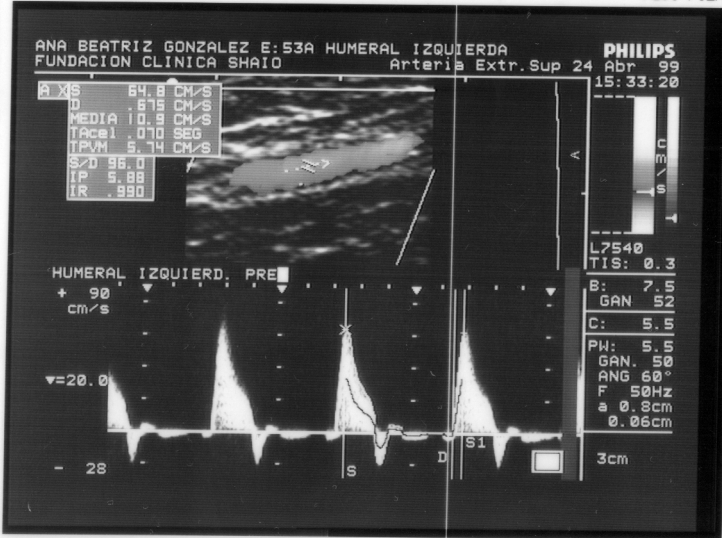 ANA BEATRIZ GONZALEZ E:53A HUMERAL IZQUIERDA
FUNDACION CLINICA SHAIO
Arteria Extr.Sup 24 Abr 99
PHILIPS
15:33:20
A X
S 64.8 CM/S
D .675 CM/S
MEDIA 10.9 CM/S
TAcel .070 SEG
TPVM 5.74 CM/S
S/D 96.0
IP 5.88
IR .990
A
cm/s
L7540
TIS: 0.3
HUMERAL IZQUIERD. PRE
+ 90
cm/s
▼=20.0
- 28
S
D
S1
B: 7.5
GAN 52
C: 5.5
PW: 5.5
GAN. 50
ANG 60°
F 50Hz
a 0.8cm
0.06cm
3cm